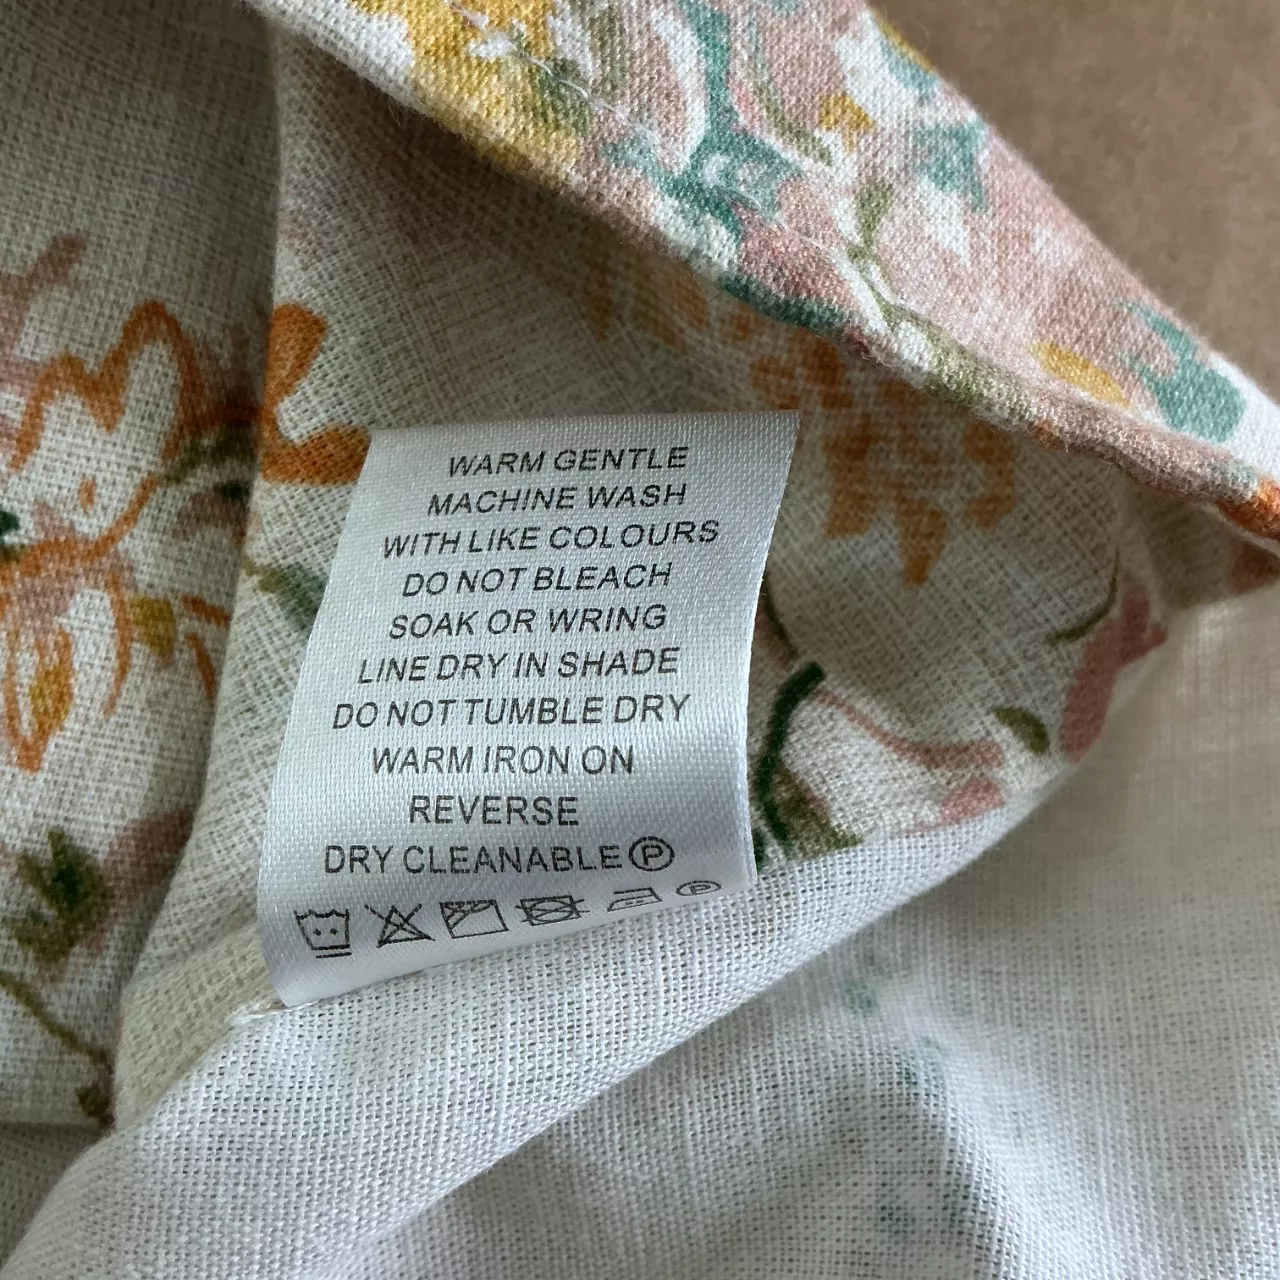 WARM GENTLE
MACHINE WASH
WITH LIKE COLOURS
DO NOT BLEACH
SOAK OR WRING
LINE DRY IN SHADE
DO NOT TUMBLE DRY
WARM IRON ON
REVERSE
DRY CLEANABLE Ⓟ
Ⓟ